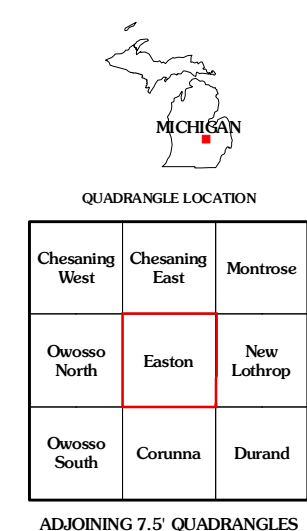 MICHIGAN
QUADRANGLE LOCATION
Chesaning
West
Chesaning
East
Montrose
Owosso
North
Easton
New
Lothrop
Owosso
South
Corunna
Durand
ADJOINING 7.5' QUADRANGLES